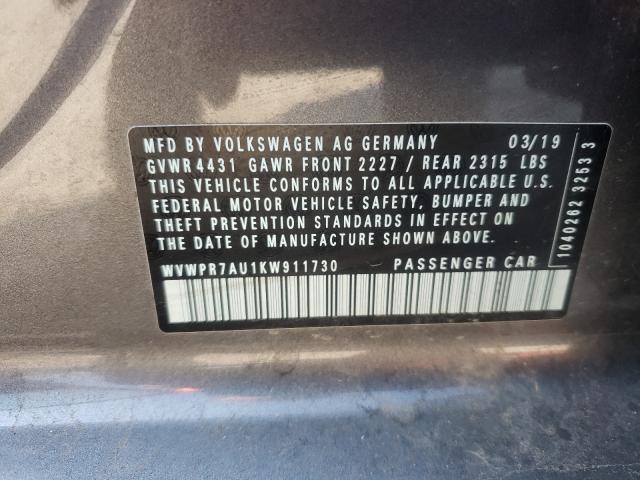 MFD BY VOLKSWAGEN AG GERMANY 03/19
GVWR 4431 GAWR FRONT 2227 / REAR 2315 LBS
THIS VEHICLE CONFORMS TO ALL APPLICABLE U.S.
FEDERAL MOTOR VEHICLE SAFETY, BUMPER AND
THEFT PREVENTION STANDARDS IN EFFECT ON
THE DATE OF MANUFACTURE SHOWN ABOVE.
WVWPR7AU1KW911730 PASSENGER CAR
1040262 3253 3